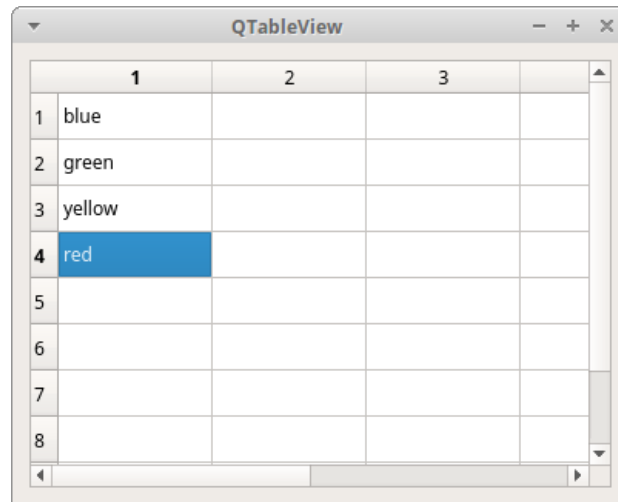 QTableView
1 2 3
1 blue
2 green
3 yellow
4 red
5
6
7
8